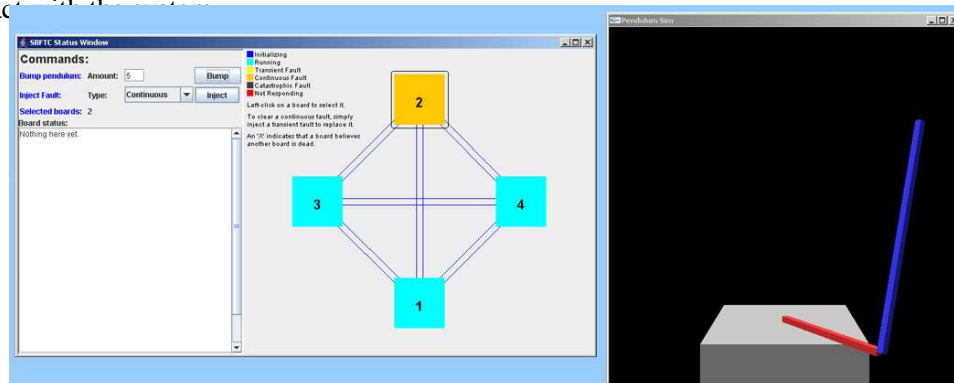 SBFTC Status Window
Commands:
Bump pendulum: Amount: 5 Bump
Inject Fault: Type: Continuous Inject
Selected boards: 2
Board status:
Nothing here yet.
Initializing
Running
Transient Fault
Continuous Fault
Catastrophic Fault
Not Responding
Left-click on a board to select it.
To clear a continuous fault, simply
inject a transient fault to replace it.
An 'X' indicates that a board believes
another board is dead.
2
3
4
1
Pendulum Sim